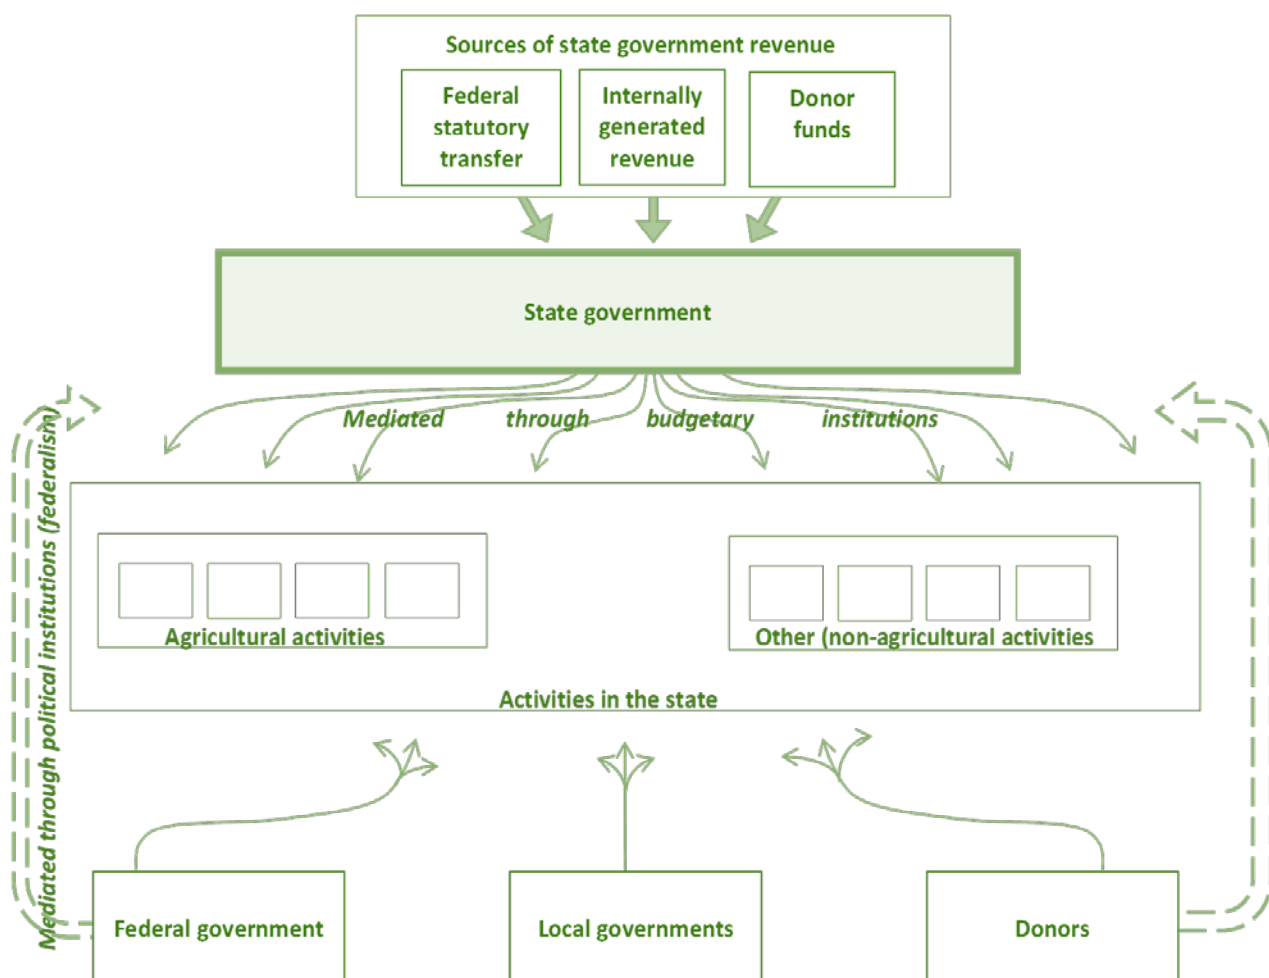 Sources of state government revenue
Federal
statutory
transfer
Internally
generated
revenue
Donor
funds
State government
Mediated through budgetary institutions
Mediated through political institutions (federalism)
Agricultural activities
Other (non-agricultural activities
Activities in the state
Federal government
Local governments
Donors